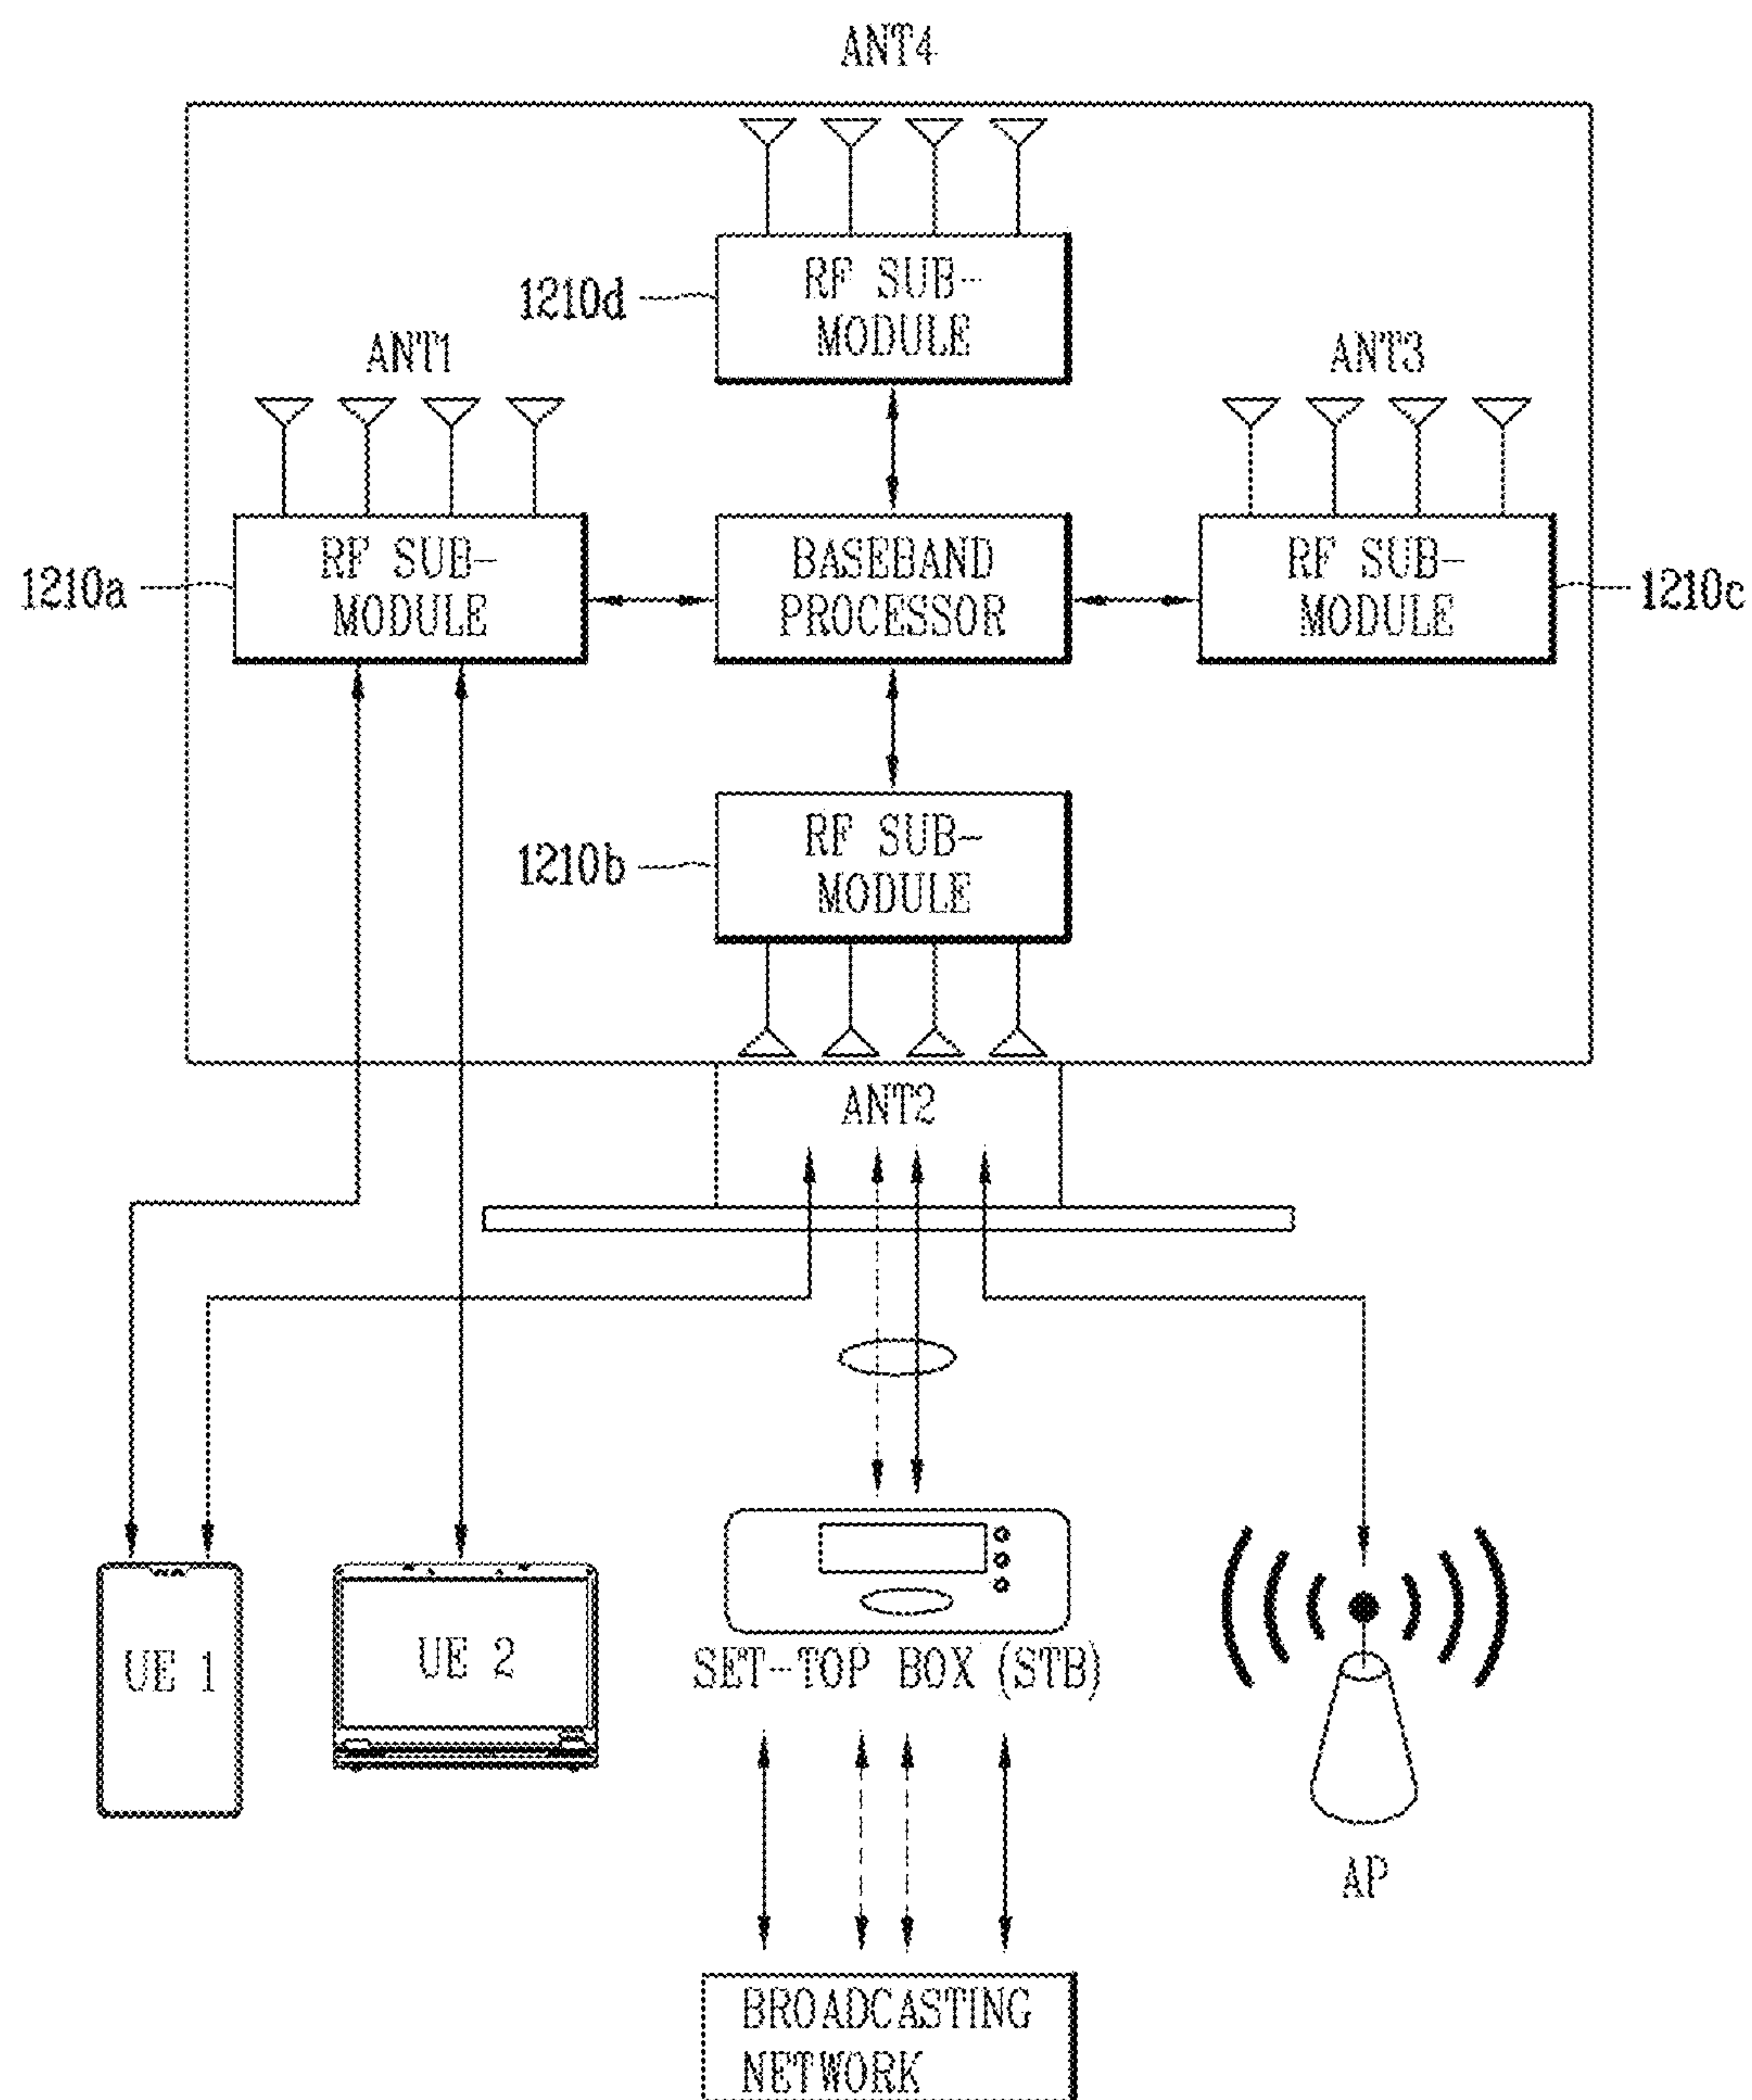 ANT4
1210d
RF SUB-
MODULE
ANT1
ANT3
1210a
RF SUB-
MODULE
BASEBAND
PROCESSOR
RF SUB-
MODULE
1210c
1210b
RF SUB-
MODULE
ANT2
UE 1
UE 2
SET-TOP BOX (STB)
AP
BROADCASTING
NETWORK